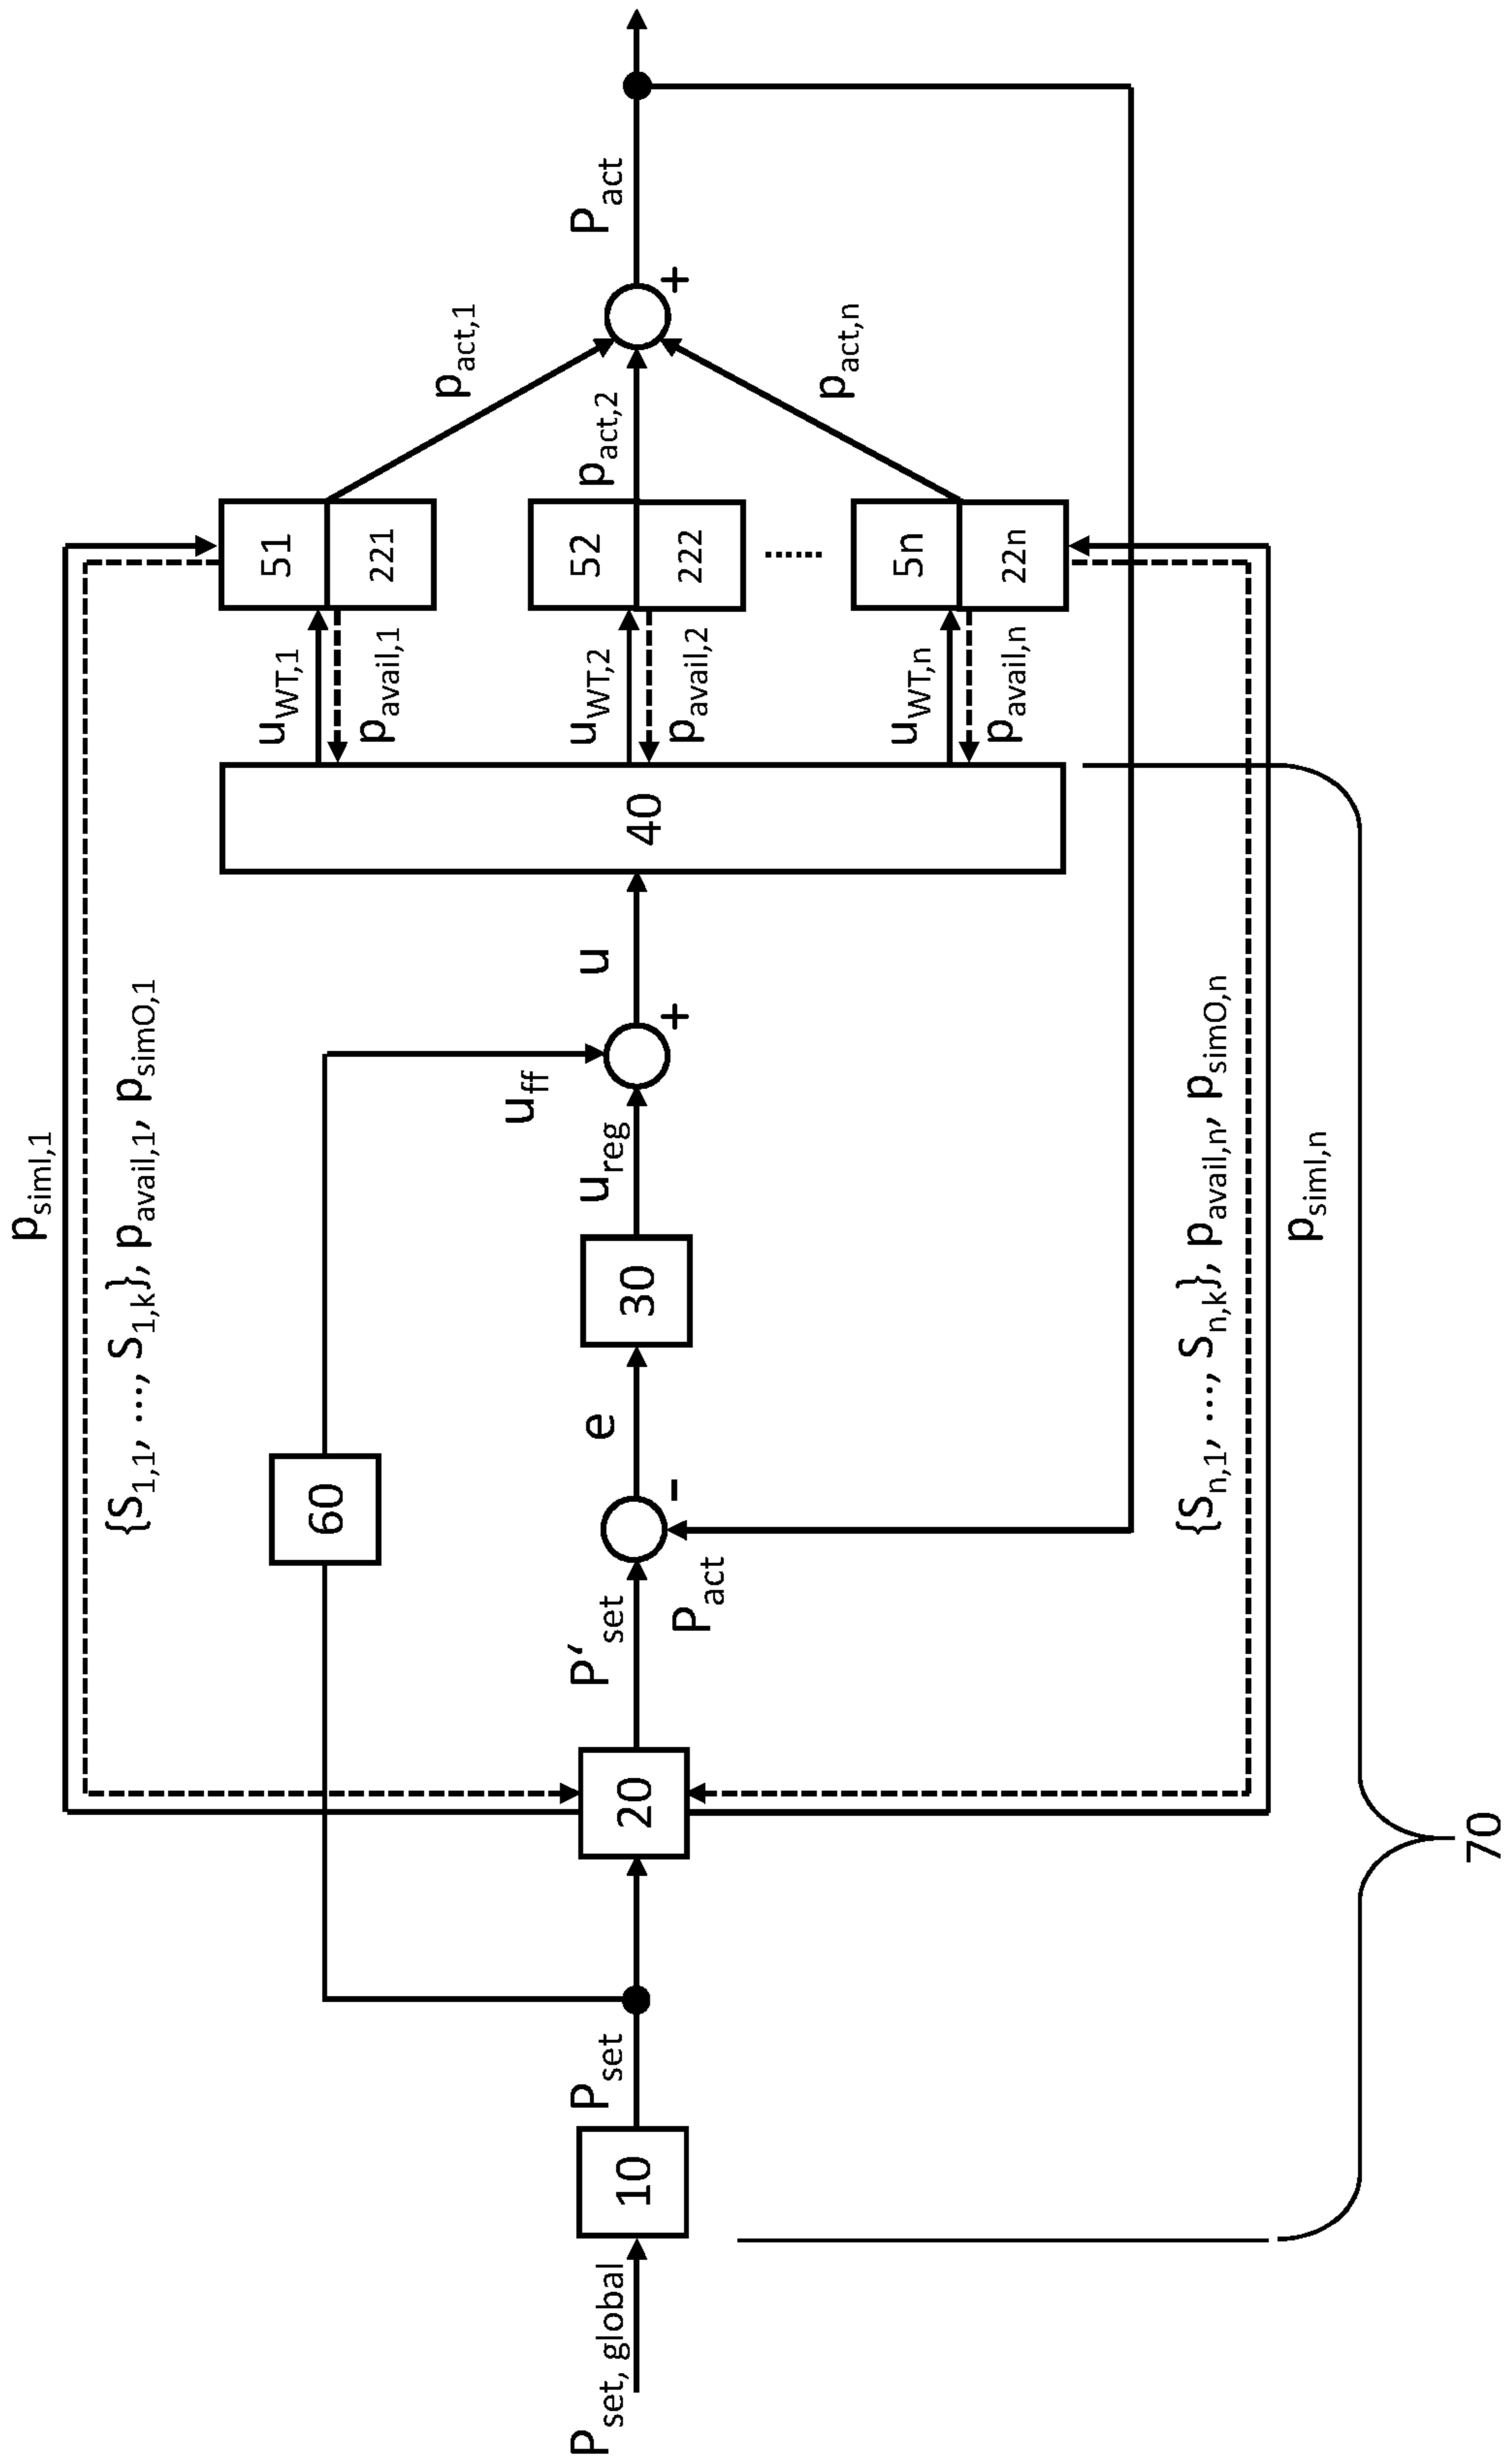 p_simI,1
{S_1,1, ..., S_1,k}, p_avail,1, p_simO,1
60
u_ff
u_WT,1
p_avail,1
51
221
p_act,1
P_set, global
10
P_set
20
P‘_set
P_act
-
e
30
u_reg
+
u
40
u_WT,2
p_avail,2
52
222
p_act,2
+
P_act
......
u_WT,n
p_avail,n
5n
22n
p_act,n
{S_n,1, ..., S_n,k}, p_avail,n, p_simO,n
p_simI,n
70